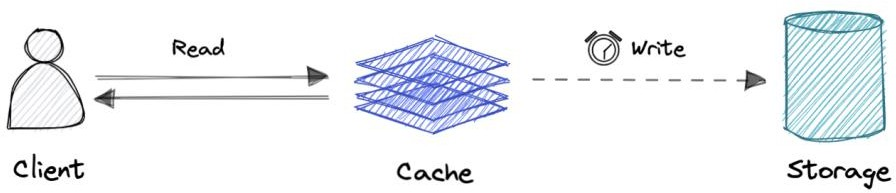 Read
Write
Client
Cache
Storage